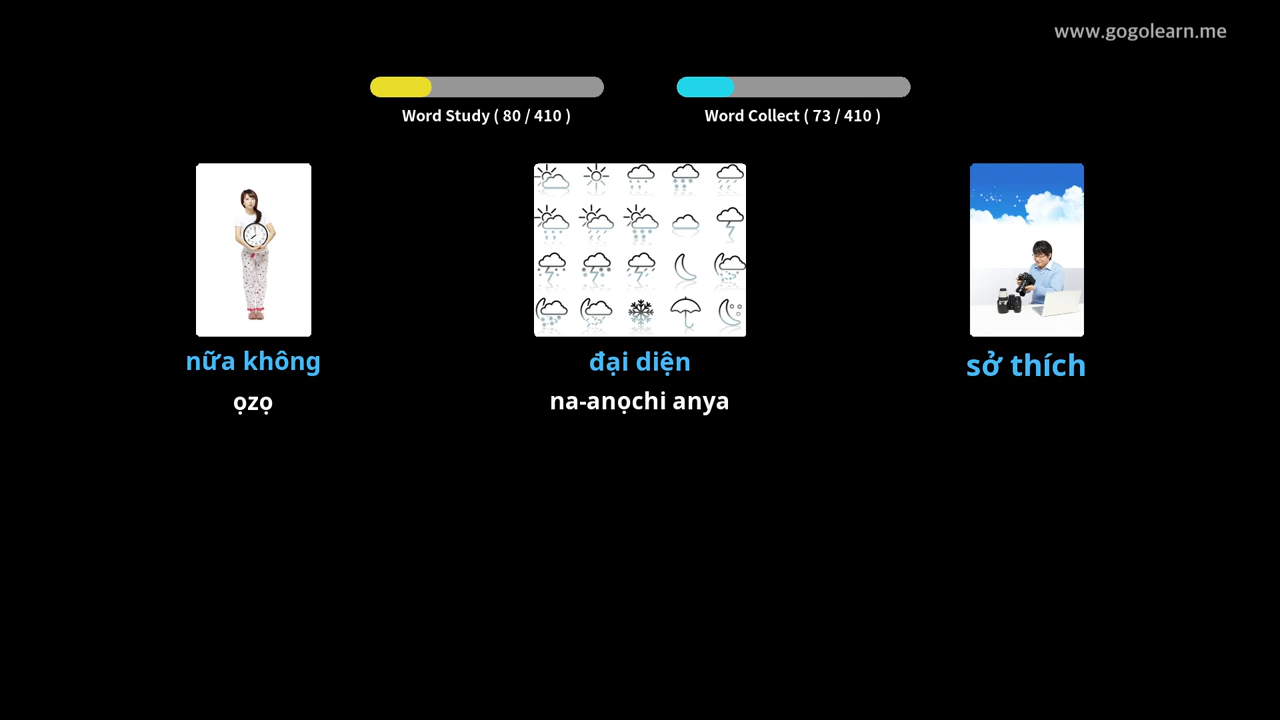 www.gogolearn.me
Word Study ( 80 / 410 )
Word Collect ( 73 / 410 )
nữa không
đại diện
sở thích
ọzọ
na-anọchi anya